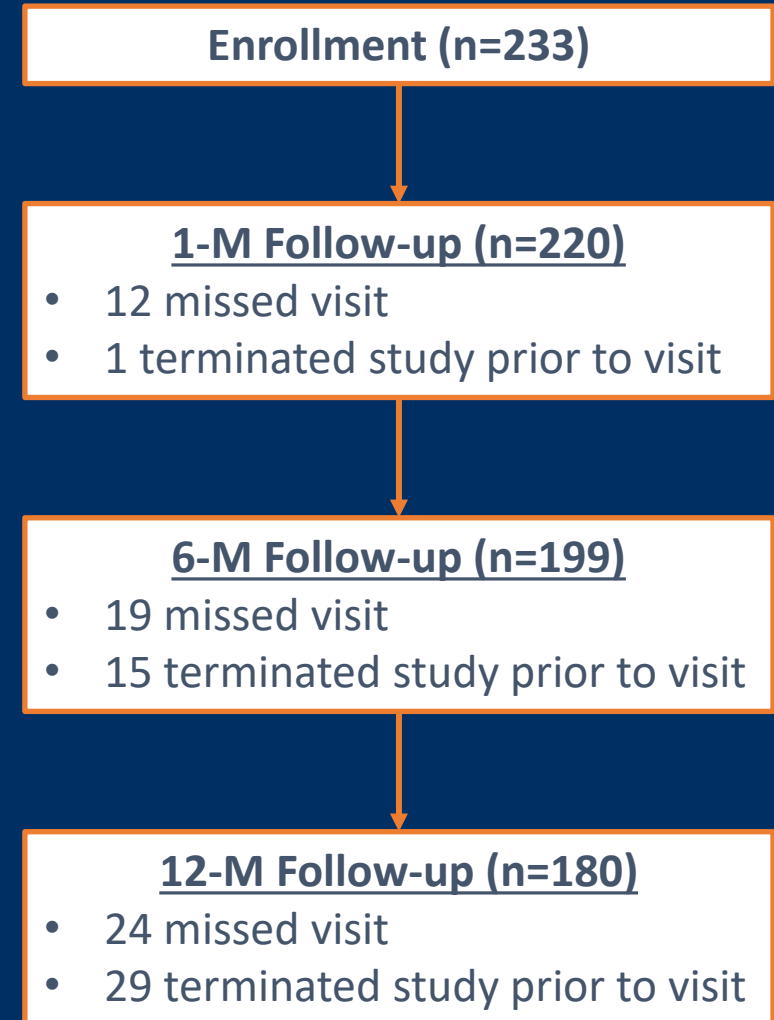 Enrollment (n=233)
1-M Follow-up (n=220)
• 12 missed visit
• 1 terminated study prior to visit
6-M Follow-up (n=199)
• 19 missed visit
• 15 terminated study prior to visit
12-M Follow-up (n=180)
• 24 missed visit
• 29 terminated study prior to visit